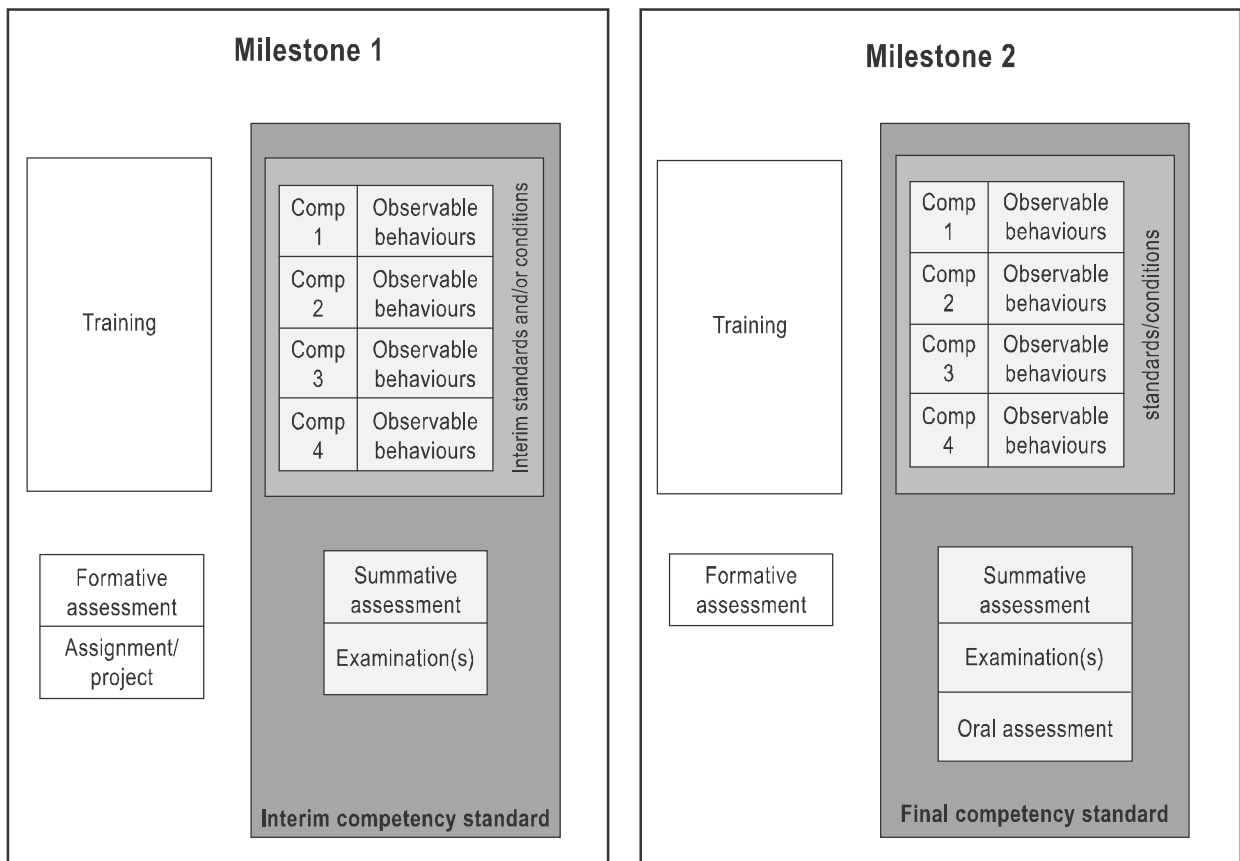 Milestone 1
Training
Comp
1
Observable
behaviours
Comp
2
Observable
behaviours
Comp
3
Observable
behaviours
Comp
4
Observable
behaviours
Interim standards and/or conditions
Formative
assessment
Assignment/
project
Summative
assessment
Examination(s)
Interim competency standard
Milestone 2
Training
Comp
1
Observable
behaviours
Comp
2
Observable
behaviours
Comp
3
Observable
behaviours
Comp
4
Observable
behaviours
standards/conditions
Formative
assessment
Summative
assessment
Examination(s)
Oral assessment
Final competency standard